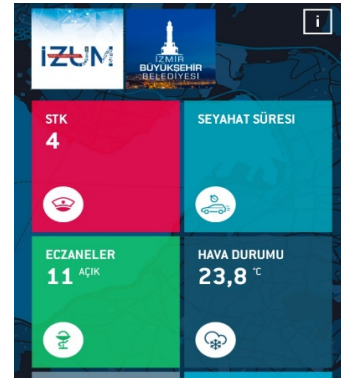 i
İZUM
İZMİR
BÜYÜKŞEHİR
BELEDİYESİ
STK
4
SEYAHAT SÜRESI
ECZANELER
11 AÇIK
HAVA DURUMU
23,8 °C